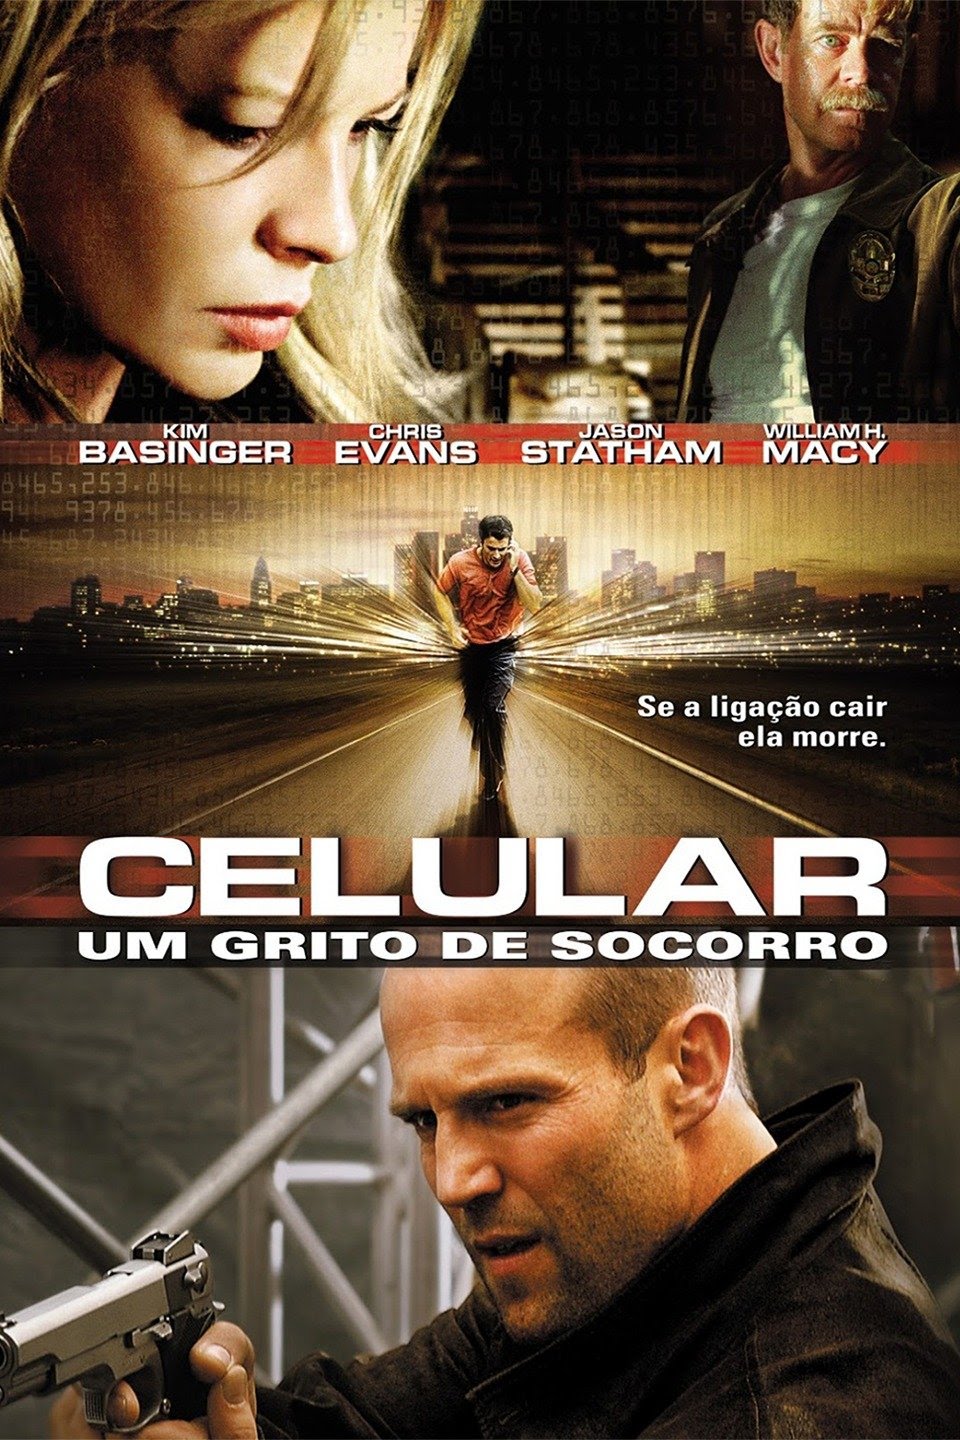 KIM BASINGER
CHRIS EVANS
JASON STATHAM
WILLIAM H. MACY
Se a ligação cair
ela morre.
CELULAR
UM GRITO DE SOCORRO